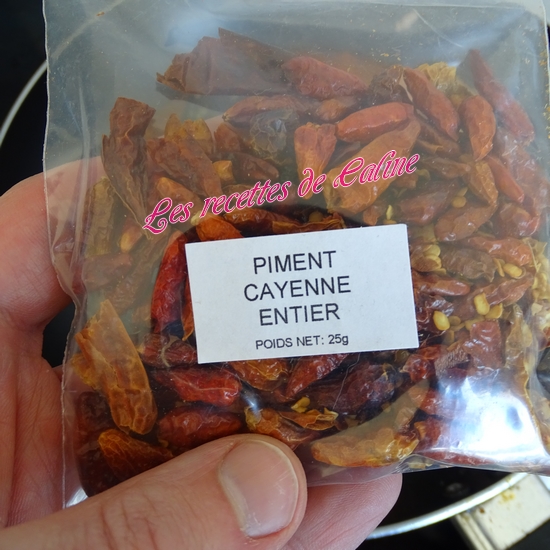 Les recettes de Caline
PIMENT
CAYENNE
ENTIER
POIDS NET: 25g